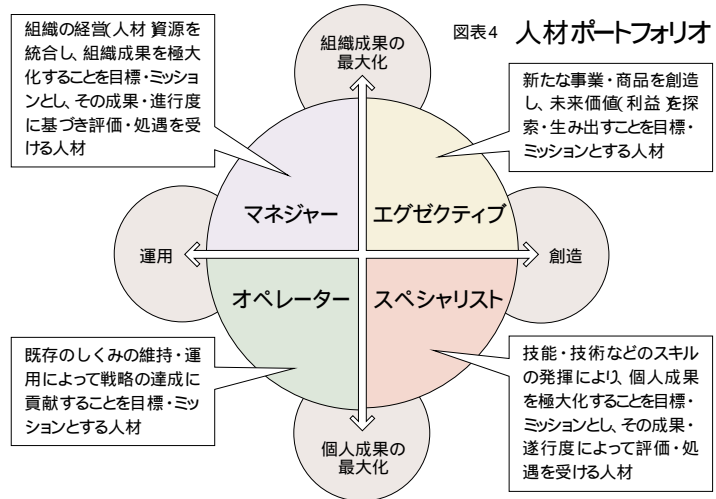 図表4 人材ポートフォリオ
組織の経営(人材)資源を
統合し、組織成果を極大
化することを目標・ミッショ
ンとし、その成果・進行度
に基づき評価・処遇を受
ける人材
組織成果の
最大化
新たな事業・商品を創造
し、未来価値(利益)を探
索・生み出すことを目標・
ミッションとする人材
マネジャー
エグゼクティブ
運用
創造
オペレーター
スペシャリスト
既存のしくみの維持・運
用によって戦略の達成に
貢献することを目標・ミッ
ションとする人材
技能・技術などのスキル
の発揮により、個人成果
を極大化することを目標・
ミッションとし、その成果・
遂行度によって評価・処
遇を受ける人材
個人成果の
最大化